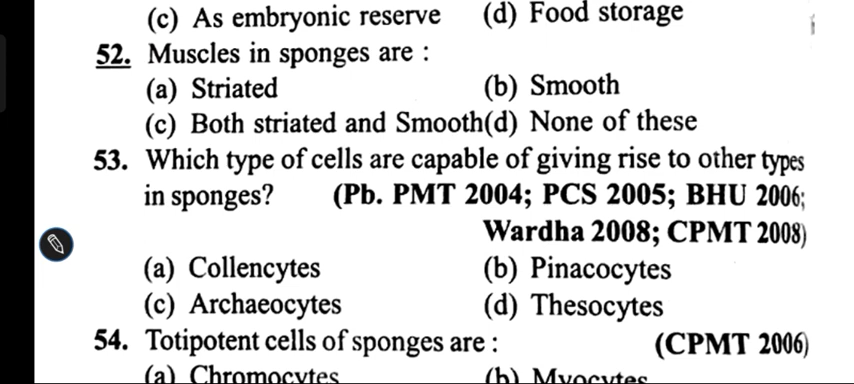 (c) As embryonic reserve (d) Food storage
52. Muscles in sponges are :
(a) Striated (b) Smooth
(c) Both striated and Smooth(d) None of these
53. Which type of cells are capable of giving rise to other types
in sponges? (Pb. PMT 2004; PCS 2005; BHU 2006;
Wardha 2008; CPMT 2008)
(a) Collencytes (b) Pinacocytes
(c) Archaeocytes (d) Thesocytes
54. Totipotent cells of sponges are : (CPMT 2006)
(a) Chromocytes (b) Myocytes